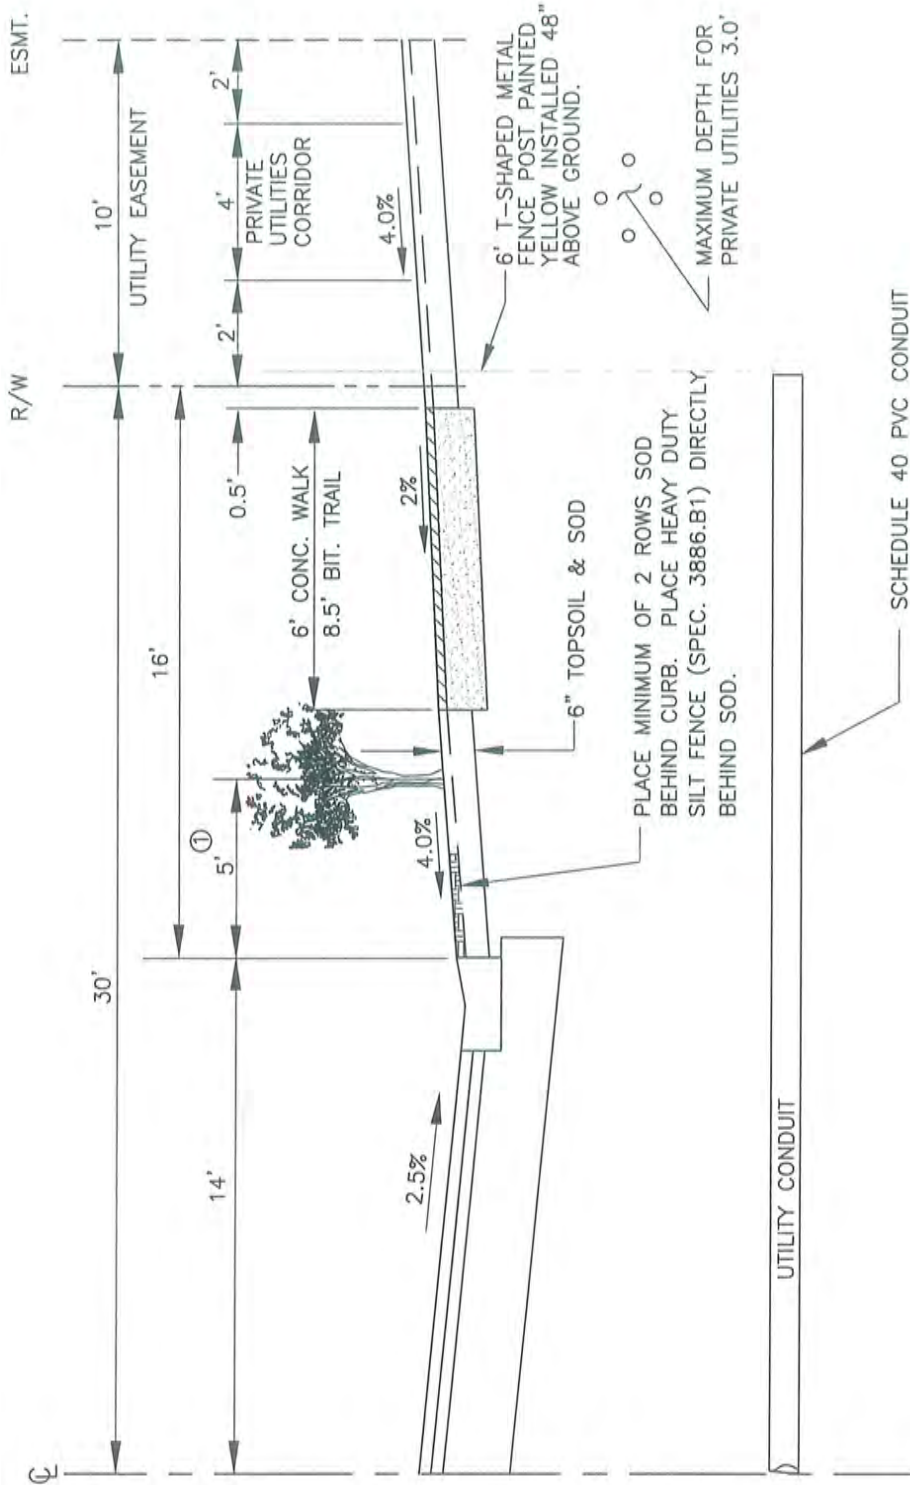 ESMT.
R/W
℄
10'
UTILITY EASEMENT
30'
2'
4'
2'
PRIVATE
UTILITIES
CORRIDOR
16'
0.5'
①
5'
14'
6' CONC. WALK
8.5' BIT. TRAIL
4.0%
2%
4.0%
2.5%
6' T-SHAPED METAL
FENCE POST PAINTED
YELLOW INSTALLED 48"
ABOVE GROUND.
6" TOPSOIL & SOD
MAXIMUM DEPTH FOR
PRIVATE UTILITIES 3.0'
PLACE MINIMUM OF 2 ROWS SOD
BEHIND CURB. PLACE HEAVY DUTY
SILT FENCE (SPEC. 3886.B1) DIRECTLY
BEHIND SOD.
UTILITY CONDUIT
SCHEDULE 40 PVC CONDUIT